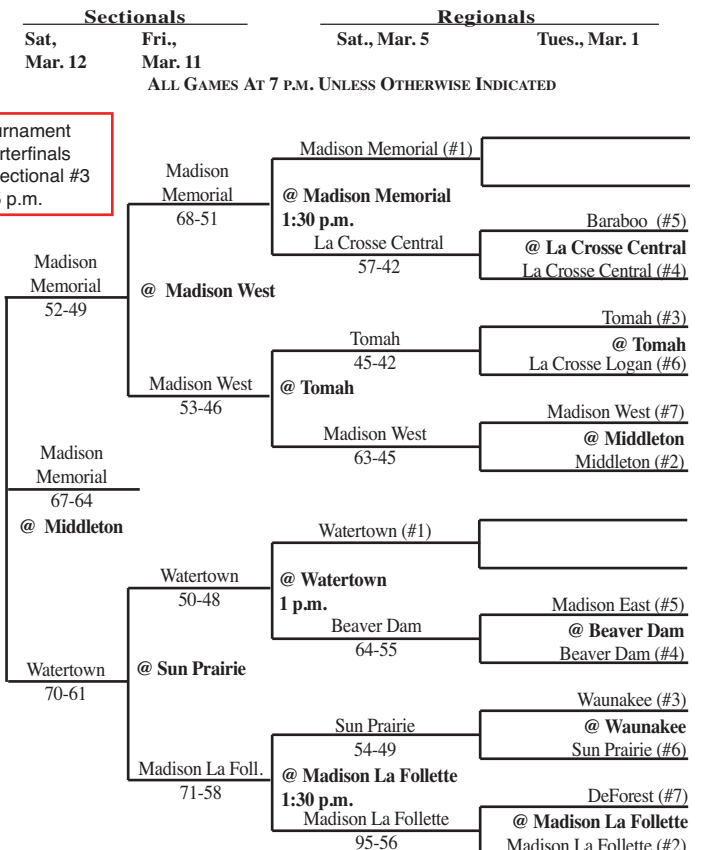 Sectionals Regionals
Sat, Fri., Sat., Mar. 5 Tues., Mar. 1
Mar. 12 Mar. 11
ALL GAMES AT 7 P.M. UNLESS OTHERWISE INDICATED
Madison Memorial (#1)
Madison
Memorial
68-51
@ Madison Memorial
1:30 p.m.
La Crosse Central
57-42
Baraboo (#5)
@ La Crosse Central
La Crosse Central (#4)
Madison
Memorial
52-49
@ Madison West
Tomah (#3)
@ Tomah
La Crosse Logan (#6)
Tomah
45-42
@ Tomah
Madison West
53-46
Madison West
63-45
Madison West (#7)
@ Middleton
Middleton (#2)
Madison
Memorial
67-64
@ Middleton
Watertown (#1)
Watertown
50-48
@ Watertown
1 p.m.
Beaver Dam
64-55
Madison East (#5)
@ Beaver Dam
Beaver Dam (#4)
Watertown
70-61
@ Sun Prairie
Waunakee (#3)
@ Waunakee
Sun Prairie (#6)
Sun Prairie
54-49
Madison La Foll.
71-58
@ Madison La Follette
1:30 p.m.
Madison La Follette
95-56
DeForest (#7)
@ Madison La Follette
Madison La Follette (#2)
#3
p.m.